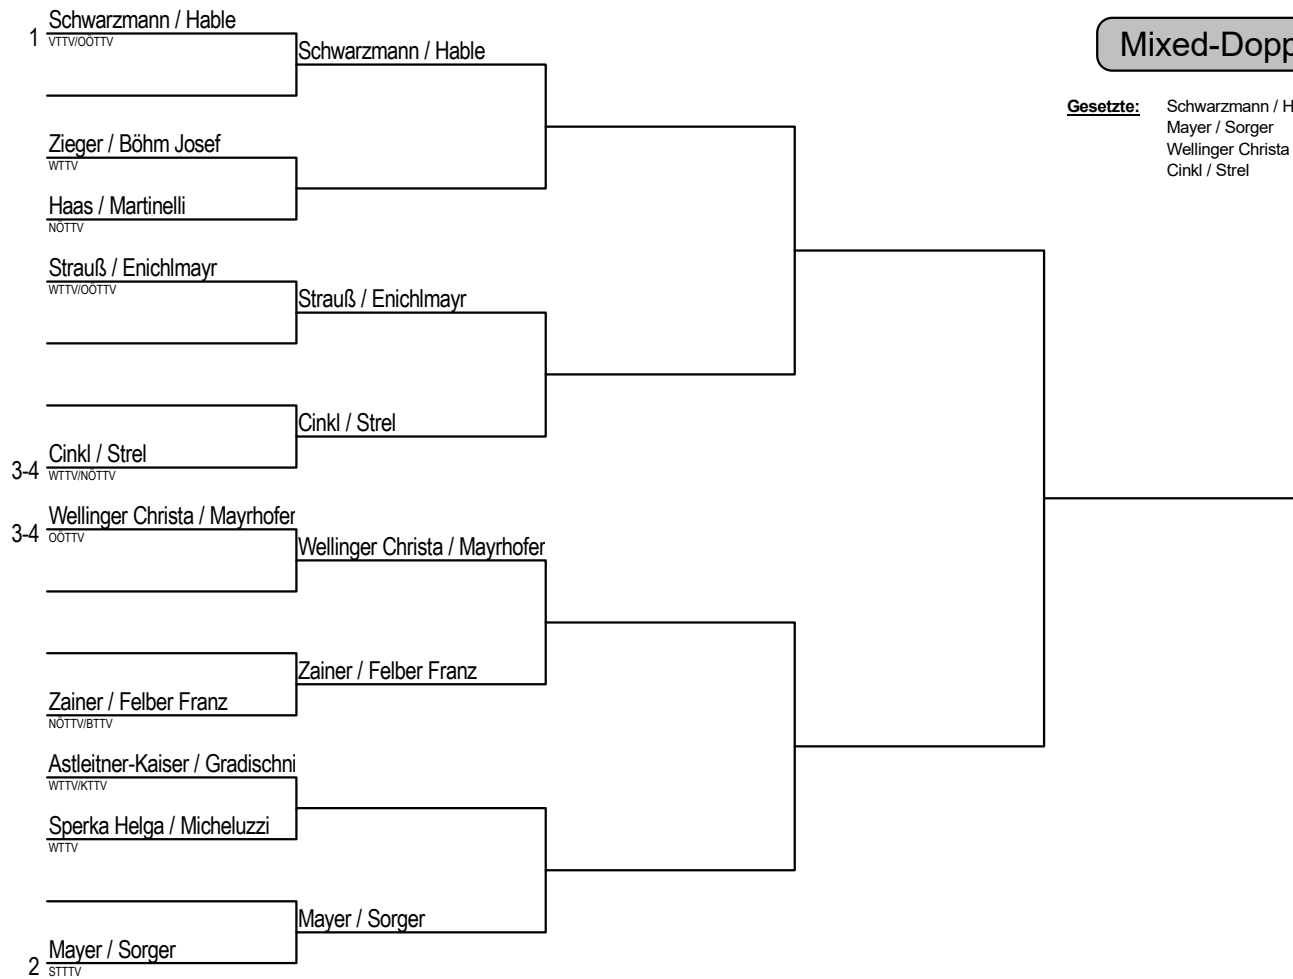 Schwarzmann / Hable
1
VTTV/OÖTTV
Schwarzmann / Hable
Zieger / Böhm Josef
WTTV
Haas / Martinelli
NÖTTV
Strauß / Enichlmayr
WTTV/OÖTTV
Strauß / Enichlmayr
Cinkl / Strel
Cinkl / Strel
3-4
WTTV/NÖTTV
Wellinger Christa / Mayrhofer
3-4
OÖTTV
Wellinger Christa / Mayrhofer
Zainer / Felber Franz
Zainer / Felber Franz
NÖTTV/BTTV
Astleitner-Kaiser / Gradischni
WTTV/KTTV
Sperka Helga / Micheluzzi
WTTV
Mayer / Sorger
Mayer / Sorger
2
STTTV
Mixed-Dopp
Gesetzte: Schwarzmann / H
Mayer / Sorger
Wellinger Christa
Cinkl / Strel